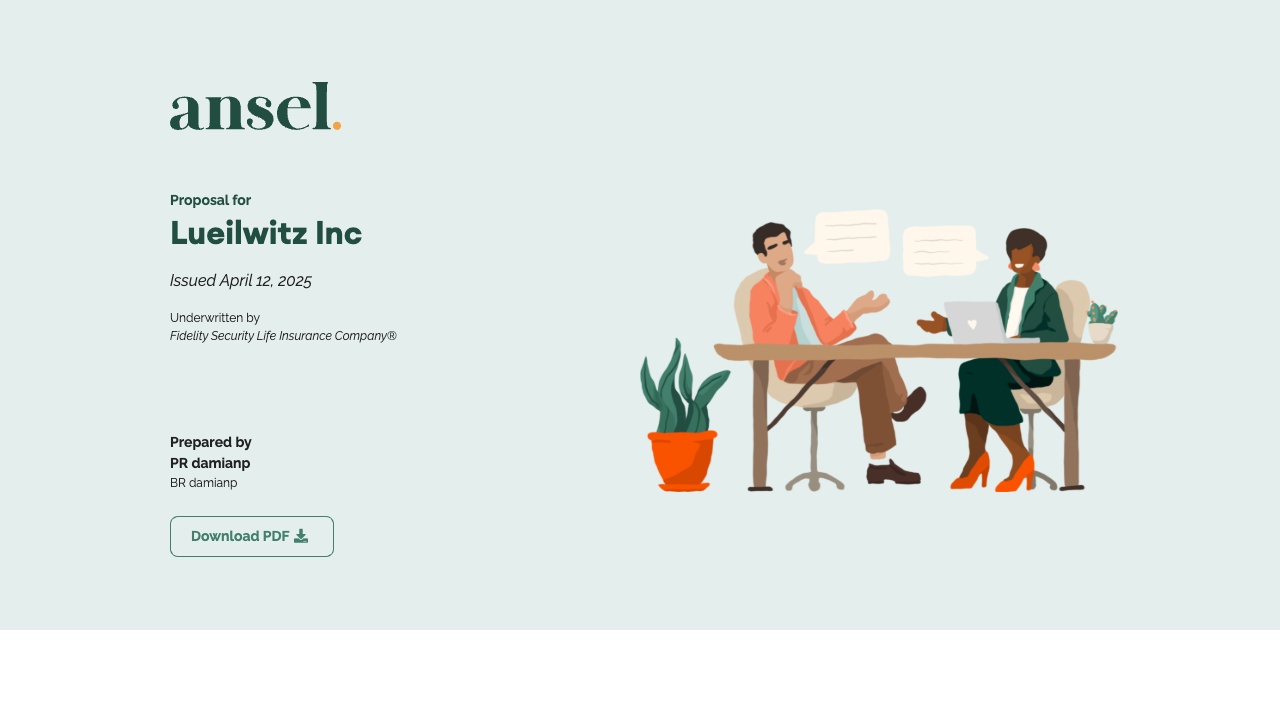 ansel.
Proposal for
Lueilwitz Inc
Issued April 12, 2025
Underwritten by
Fidelity Security Life Insurance Company®
Prepared by
PR damianp
BR damianp
Download PDF